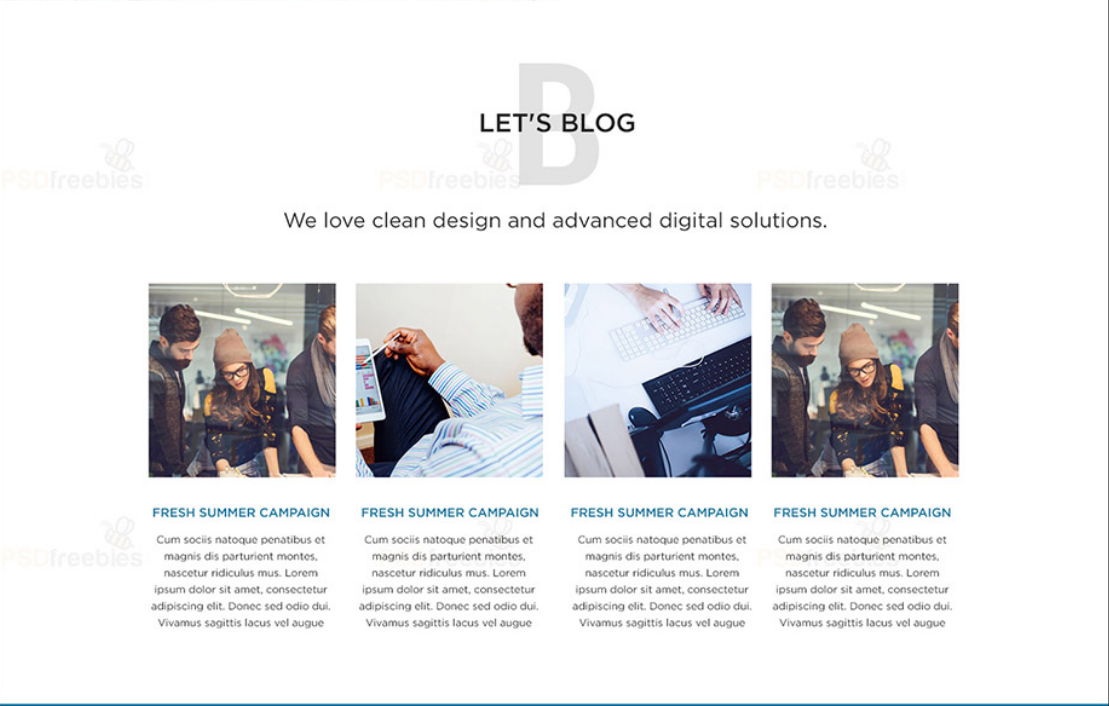 B
LET'S BLOG
PSDfreebies
PSDfreebies
PSDfreebies
We love clean design and advanced digital solutions.
FRESH SUMMER CAMPAIGN
Cum sociis natoque penatibus et
magnis dis parturient montes,
nascetur ridiculus mus. Lorem
ipsum dolor sit amet, consectetur
adipiscing elit. Donec sed odio dui.
Vivamus sagittis lacus vel augue
FRESH SUMMER CAMPAIGN
Cum sociis natoque penatibus et
magnis dis parturient montes,
nascetur ridiculus mus. Lorem
ipsum dolor sit amet, consectetur
adipiscing elit. Donec sed odio dui.
Vivamus sagittis lacus vel augue
FRESH SUMMER CAMPAIGN
Cum sociis natoque penatibus et
magnis dis parturient montes,
nascetur ridiculus mus. Lorem
ipsum dolor sit amet, consectetur
adipiscing elit. Donec sed odio dui.
Vivamus sagittis lacus vel augue
FRESH SUMMER CAMPAIGN
Cum sociis natoque penatibus et
magnis dis parturient montes,
nascetur ridiculus mus. Lorem
ipsum dolor sit amet, consectetur
adipiscing elit. Donec sed odio dui.
Vivamus sagittis lacus vel augue
PSDfreebies